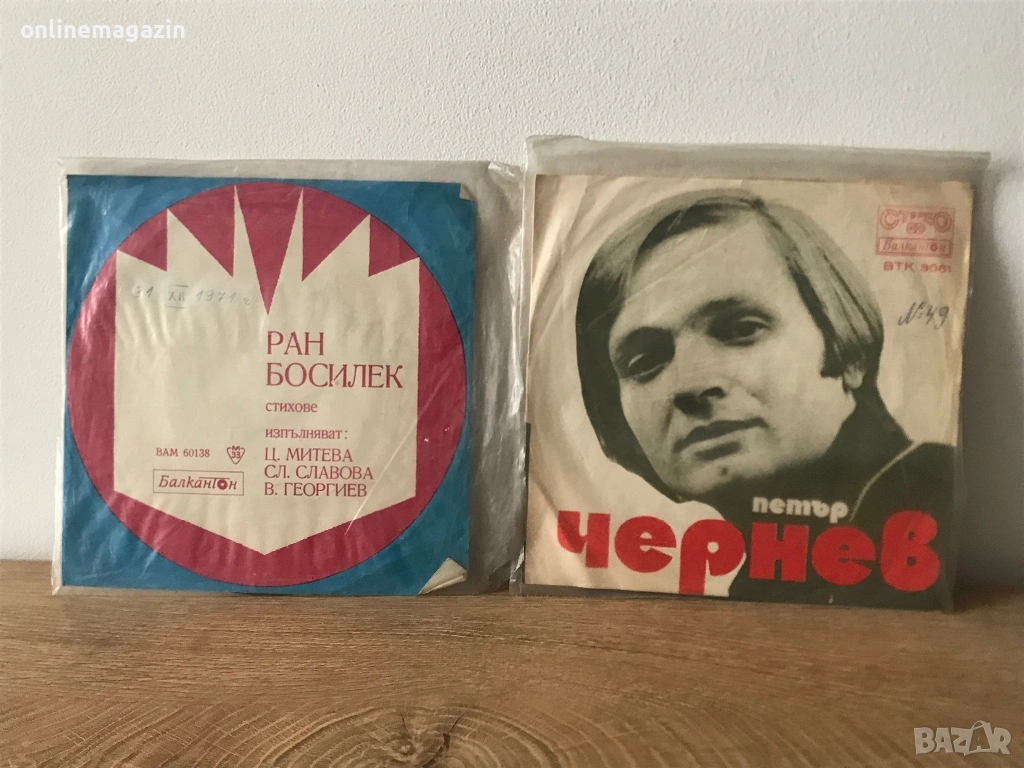 onlinemagazin
31 XII 1971 г.
РАН
БОСИЛЕК
стихове
изпълняват:
Ц. МИТЕВА
СЛ. СЛАВОВА
В. ГЕОРГИЕВ
ВАМ 60138
33
Балкантон
Балкантон
ВТК 3061
№49
петър
чернев
BAZAR